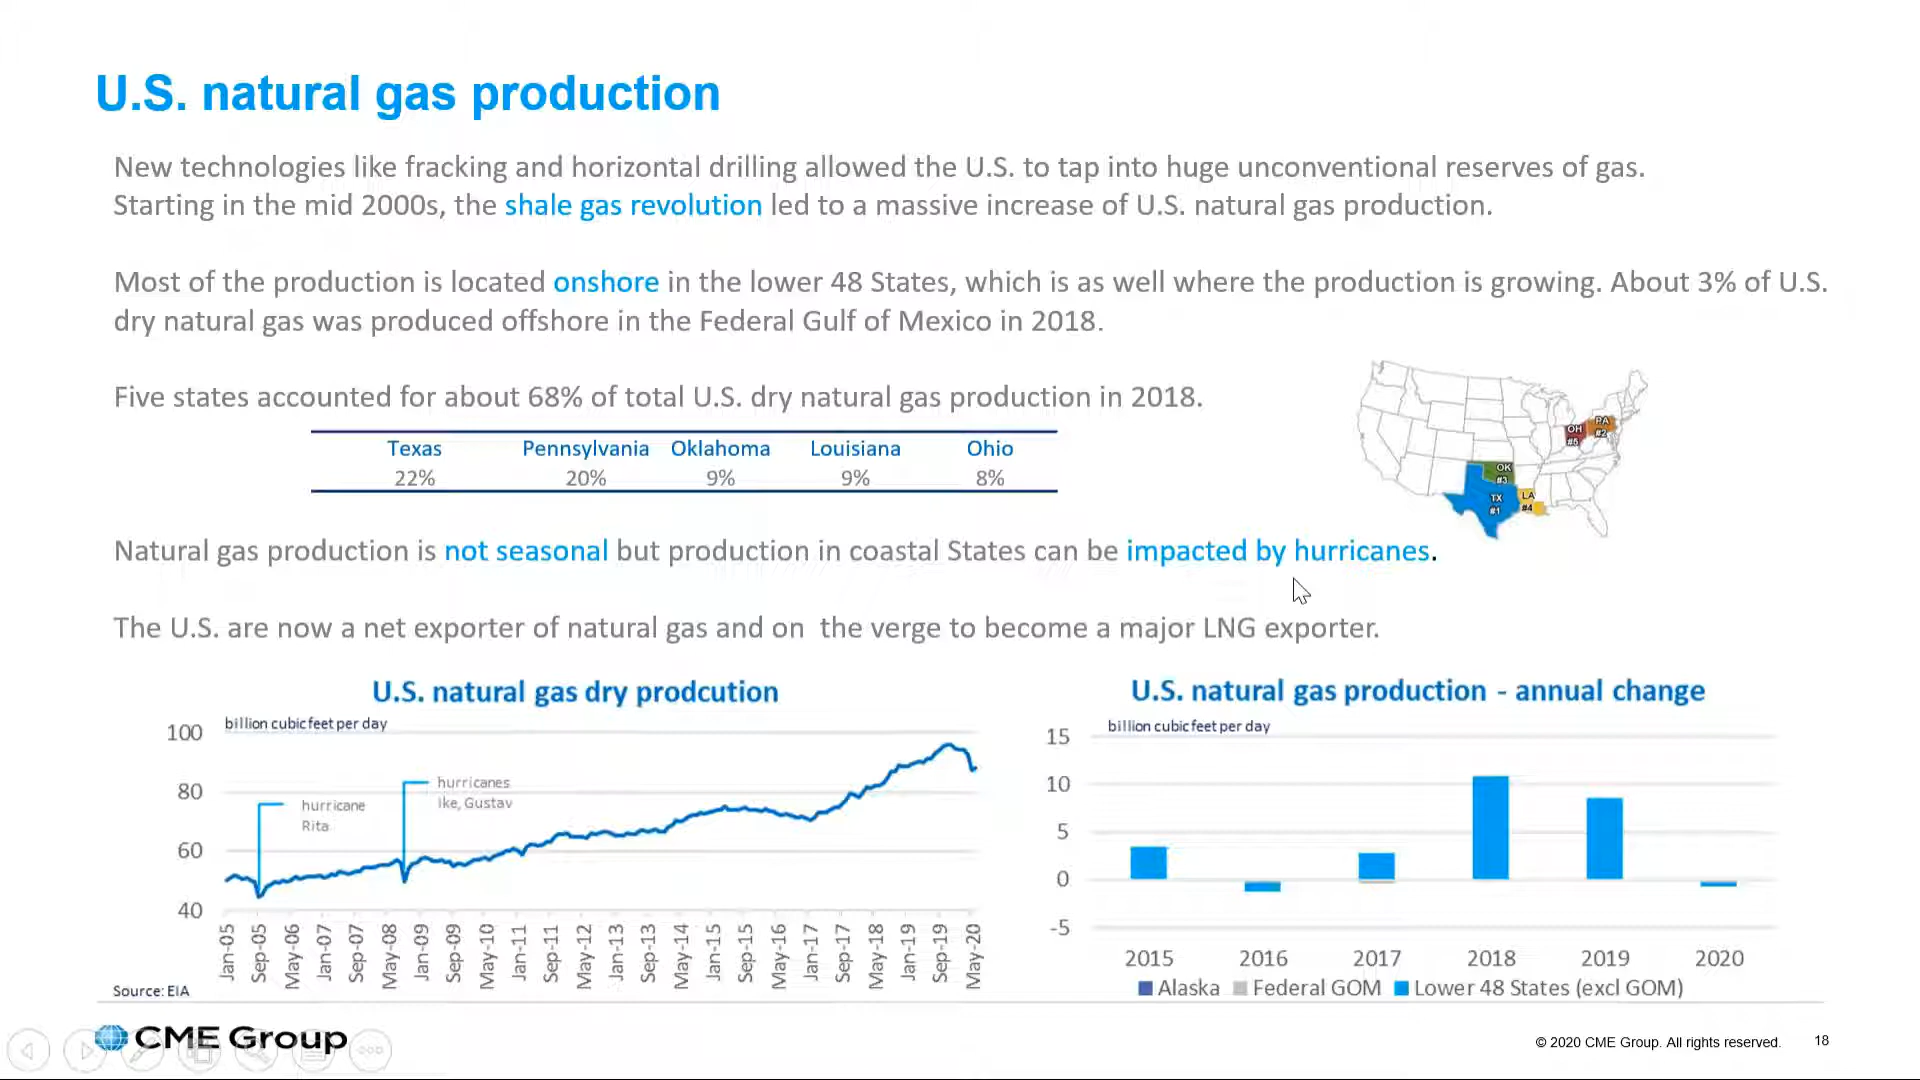 U.S. natural gas production
New technologies like fracking and horizontal drilling allowed the U.S. to tap into huge unconventional reserves of gas.
Starting in the mid 2000s, the shale gas revolution led to a massive increase of U.S. natural gas production.
Most of the production is located onshore in the lower 48 States, which is as well where the production is growing. About 3% of U.S.
dry natural gas was produced offshore in the Federal Gulf of Mexico in 2018.
Five states accounted for about 68% of total U.S. dry natural gas production in 2018.
Texas Pennsylvania Oklahoma Louisiana Ohio
22% 20% 9% 9% 8%
OH #5
PA #2
OK #3
TX #1
LA #4
Natural gas production is not seasonal but production in coastal States can be impacted by hurricanes.
The U.S. are now a net exporter of natural gas and on the verge to become a major LNG exporter.
U.S. natural gas dry prodcution
billion cubic feet per day
100
80
60
40
hurricane
Rita
hurricanes
Ike, Gustav
Jan-05 Sep-05 May-06 Jan-07 Sep-07 May-08 Jan-09 Sep-09 May-10 Jan-11 Sep-11 May-12 Jan-13 Sep-13 May-14 Jan-15 Sep-15 May-16 Jan-17 Sep-17 May-18 Jan-19 Sep-19 May-20
Source: EIA
U.S. natural gas production - annual change
billion cubic feet per day
15
10
5
0
-5
2015 2016 2017 2018 2019 2020
Alaska Federal GOM Lower 48 States (excl GOM)
CME Group
© 2020 CME Group. All rights reserved. 18